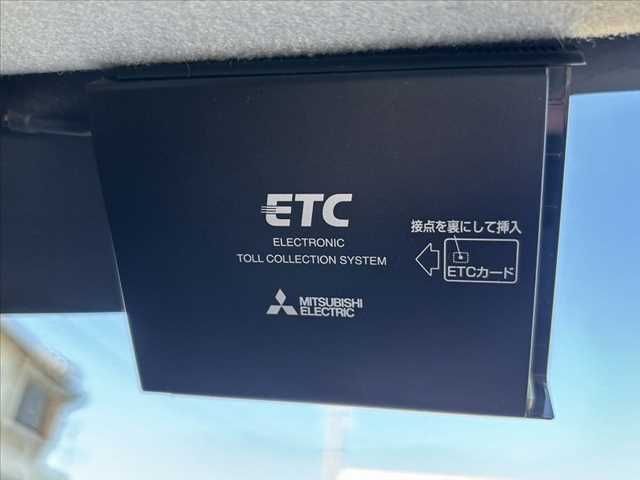 ETC
ELECTRONIC
TOLL COLLECTION SYSTEM
MITSUBISHI
ELECTRIC
接点を裏にして挿入
ETCカード